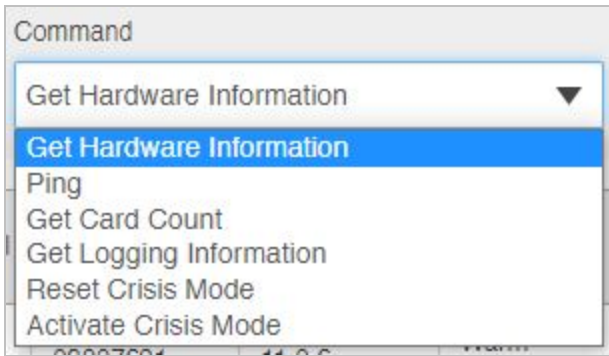 Command
Get Hardware Information
Get Hardware Information
Ping
Get Card Count
Get Logging Information
Reset Crisis Mode
Activate Crisis Mode